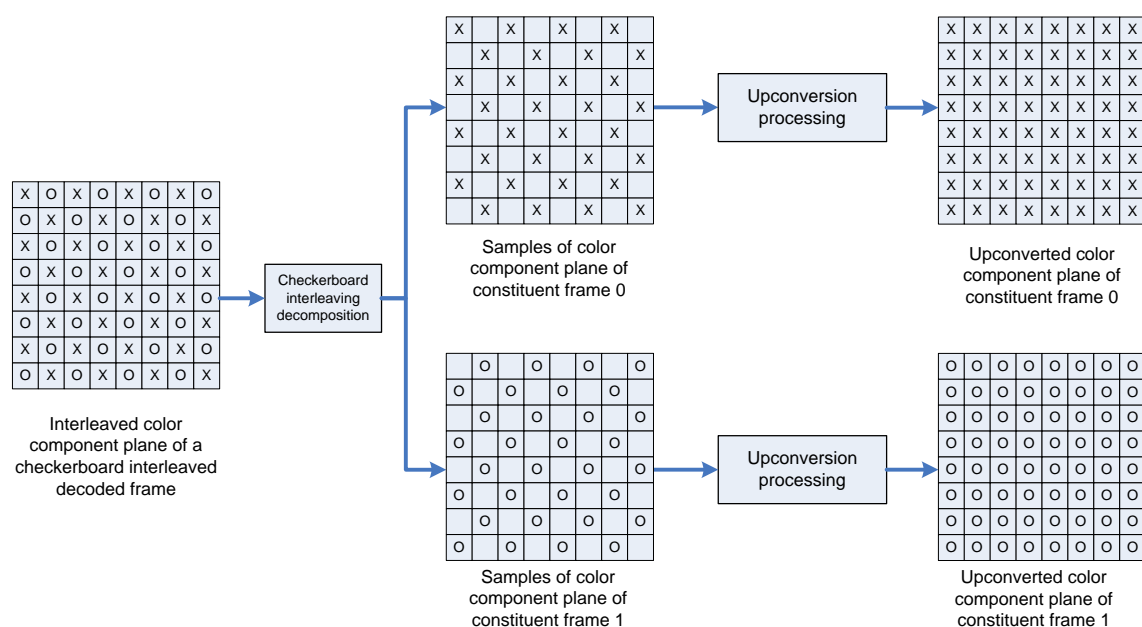 X X X X
X X X X
X X X X
X X X X
X X X X
X X X X
X X X X
X X X X
Samples of color
component plane of
constituent frame 0
Upconversion
processing
X X X X X X X X
X X X X X X X X
X X X X X X X X
X X X X X X X X
X X X X X X X X
X X X X X X X X
X X X X X X X X
X X X X X X X X
Upconverted color
component plane of
constituent frame 0
X O X O X O X O
O X O X O X O X
X O X O X O X O
O X O X O X O X
X O X O X O X O
O X O X O X O X
X O X O X O X O
O X O X O X O X
Interleaved color
component plane of a
checkerboard interleaved
decoded frame
Checkerboard
interleaving
decomposition
O O O O
O O O O
O O O O
O O O O
O O O O
O O O O
O O O O
O O O O
Samples of color
component plane of
constituent frame 1
Upconversion
processing
O O O O O O O O
O O O O O O O O
O O O O O O O O
O O O O O O O O
O O O O O O O O
O O O O O O O O
O O O O O O O O
O O O O O O O O
Upconverted color
component plane of
constituent frame 1